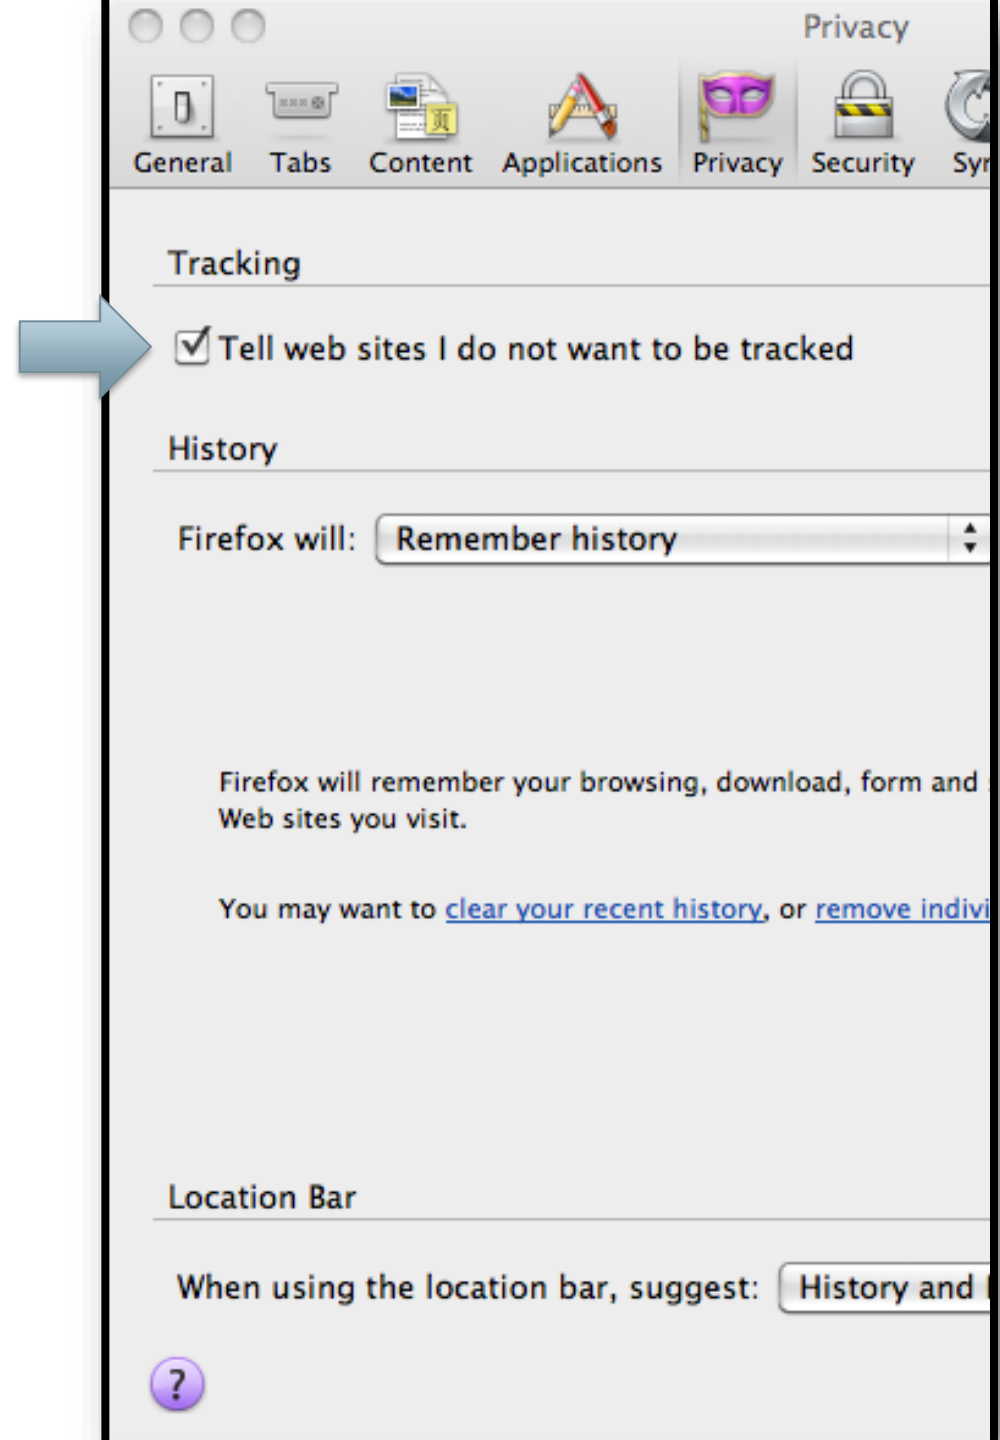 Privacy
General Tabs Content Applications Privacy Security
Tracking
Tell web sites I do not want to be tracked
History
Firefox will: Remember history
Firefox will remember your browsing, download, form and
Web sites you visit.
You may want to clear your recent history, or remove
Location Bar
When using the location bar, suggest: History and
?